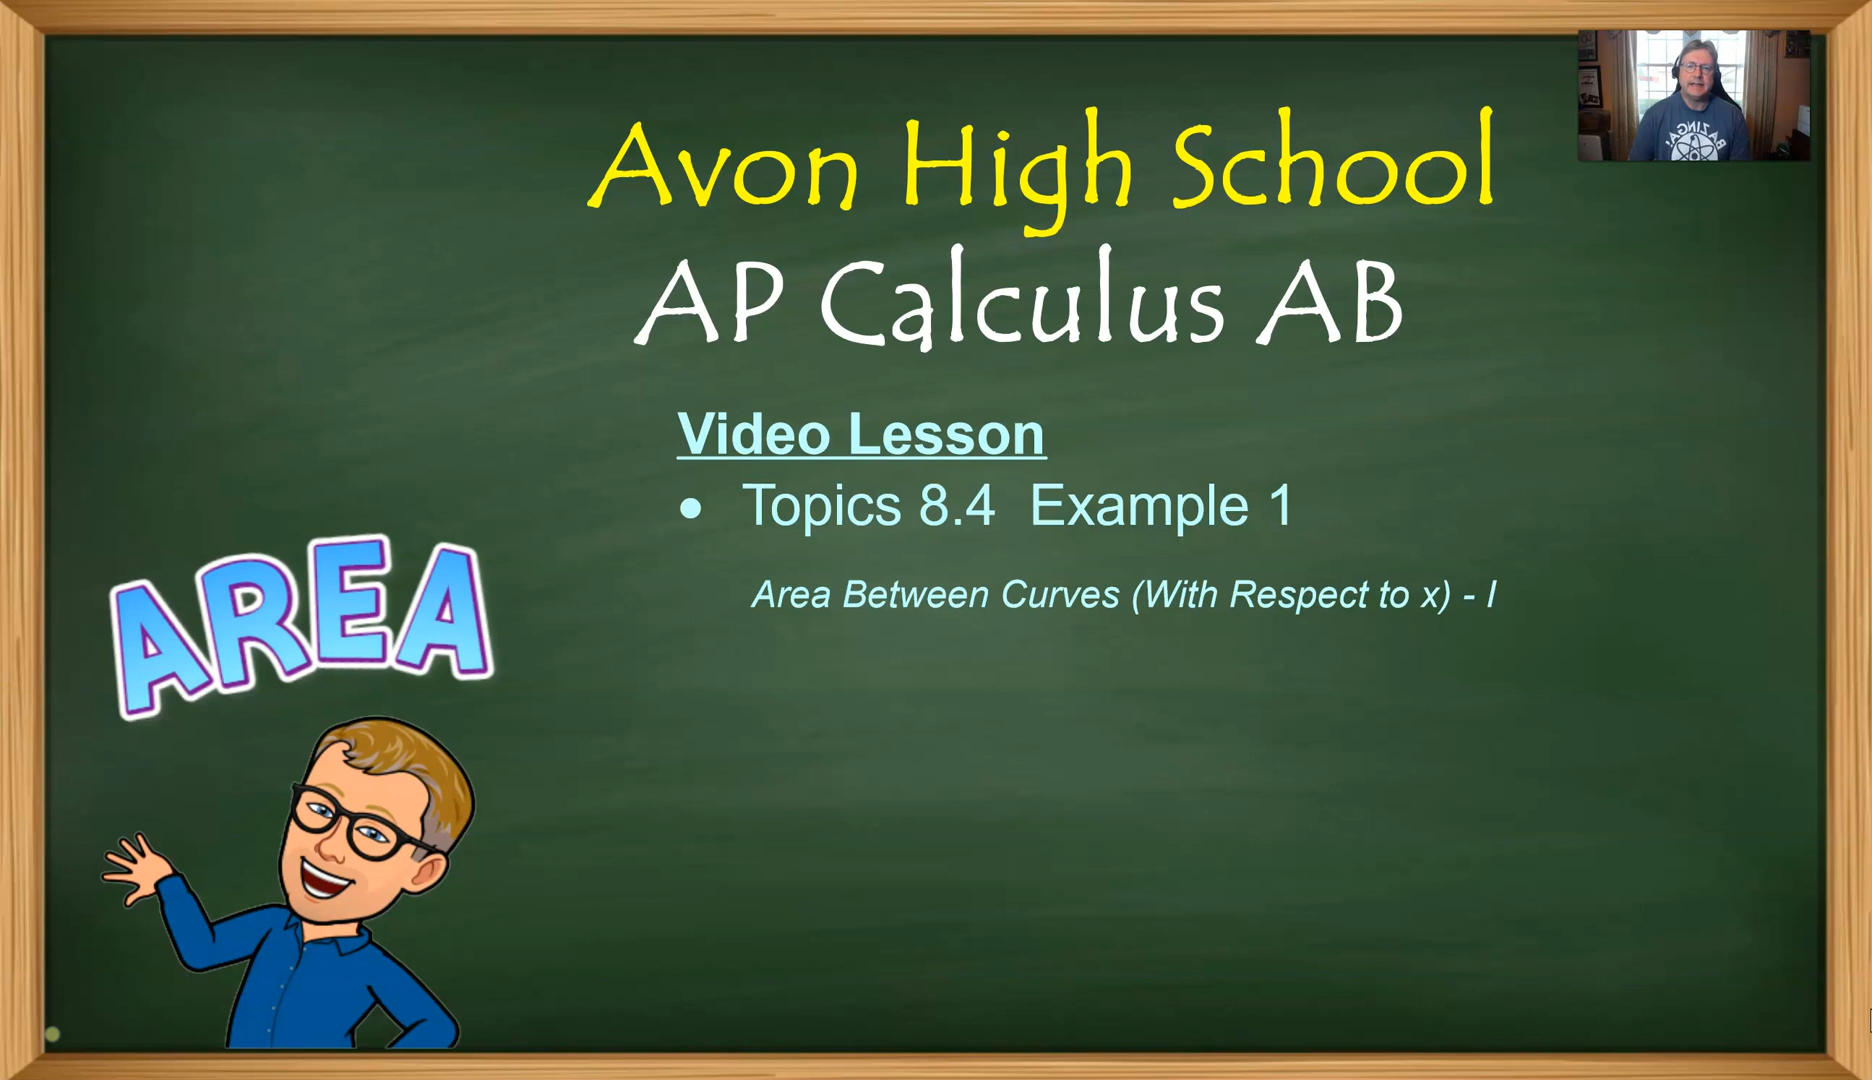 Avon High School
AP Calculus AB
Video Lesson
• Topics 8.4 Example 1
Area Between Curves (With Respect to x) - I
AREA
BAZINGA!